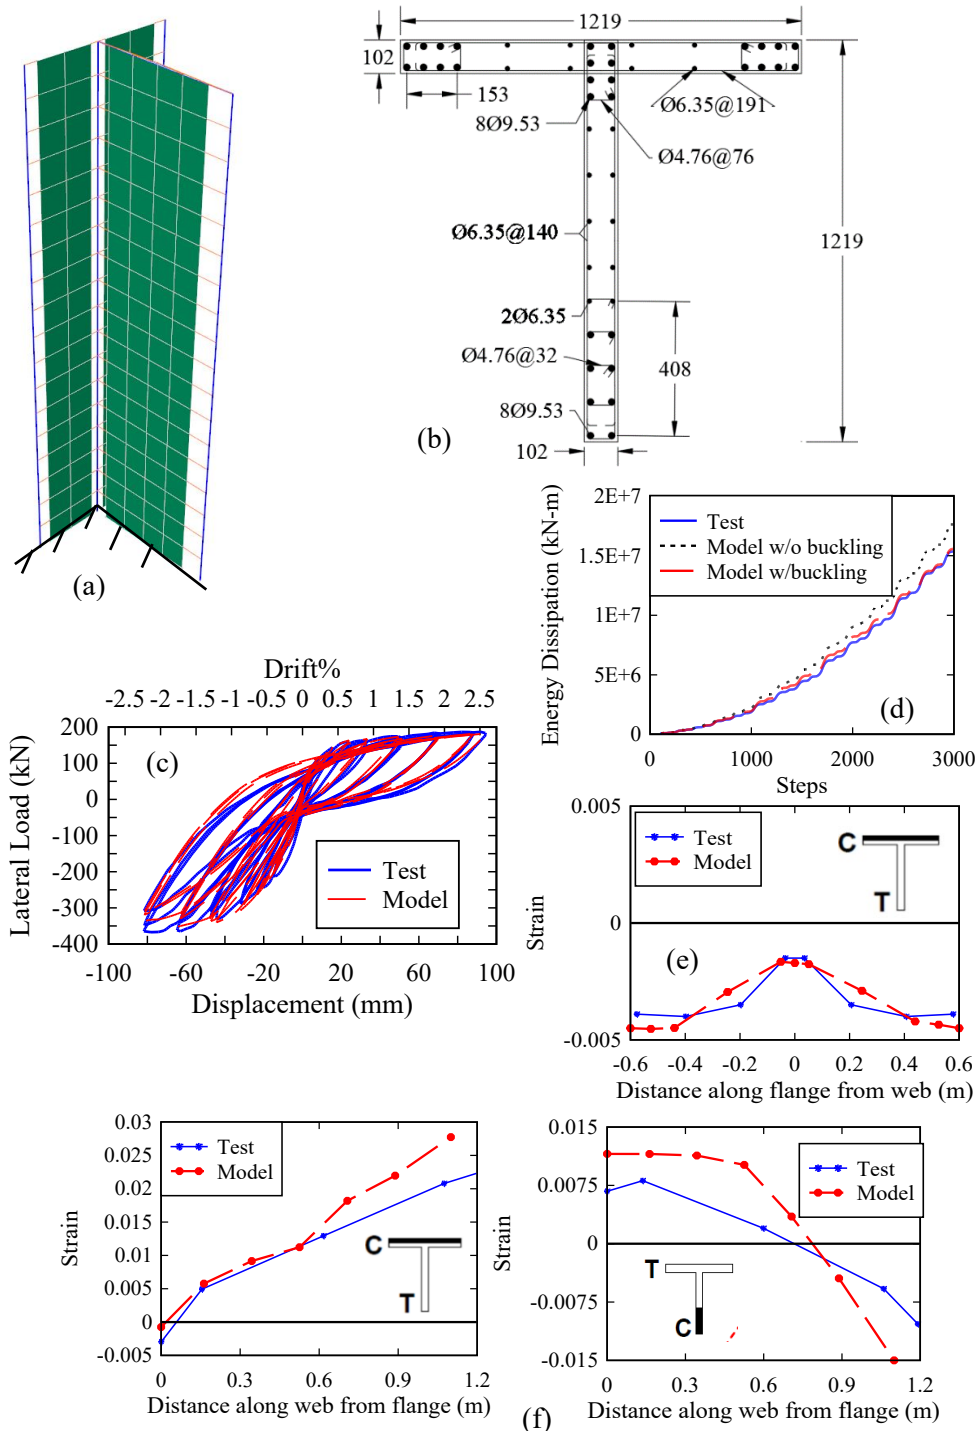 1219
102
153
Ø6.35@191
8Ø9.53
Ø4.76@76
Ø6.35@140
1219
2Ø6.35
Ø4.76@32
408
8Ø9.53
102
(a)
(b)
2E+7
1.5E+7
1E+7
5E+6
0
Energy Dissipation (kN-m)
Test
Model w/o buckling
Model w/buckling
(d)
0 1000 2000 3000
Steps
Drift%
-2.5 -1.5 -1 -0.5 0 0.5 1 1.5 2 2.5
200
100
0
-100
-200
-300
-400
Lateral Load (kN)
(c)
Test
Model
-100 -60 -20 20 60 100
Displacement (mm)
0.005
0
-0.005
Strain
Test
Model
C
T
(e)
-0.6 -0.4 -0.2 0 0.2 0.4 0.6
Distance along flange from web (m)
0.03
0.025
0.02
0.015
0.01
0.005
0
-0.005
Strain
Test
Model
C
T
0 0.3 0.6 0.9 1.2
Distance along web from flange (m)
0.015
0.0075
0
-0.0075
-0.015
Strain
Test
Model
T
C
0 0.3 0.6 0.9 1.2
Distance along web from flange (m)
(f)